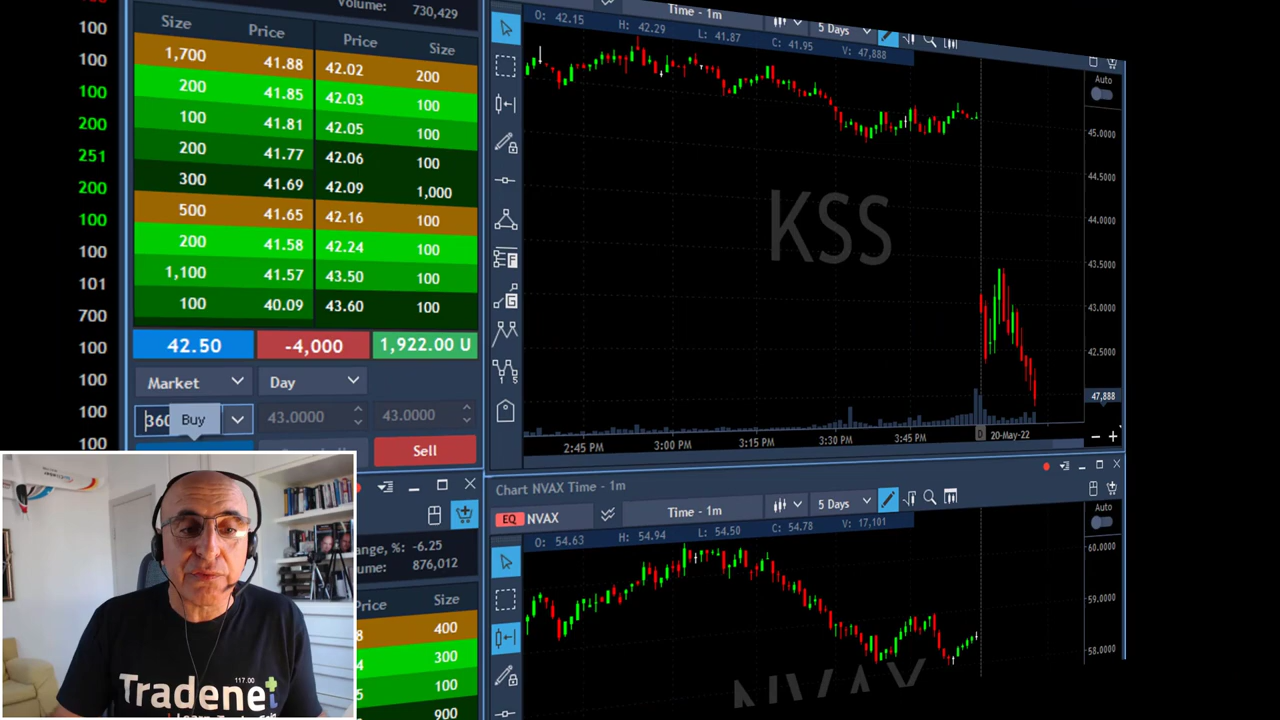 Volume: 730,429
Size Price Price Size
1,700 41.88 42.02 200
200 41.85 42.03 100
100 41.81 42.05 100
200 41.77 42.06 100
300 41.69 42.09 1,000
500 41.65 42.16 100
200 41.58 42.24 100
1,100 41.57 43.50 100
100 40.09 43.60 100
42.50 -4,000 1,922.00 U
Market Day
360 Buy 43.0000 43.0000
Sell
100
100
100
200
251
200
100
100
101
700
100
100
100
100
Time - 1m
5 Days
O: 42.15 H: 42.29 L: 41.87 C: 41.95 V: 47,888
Auto
KSS
45.0000
44.5000
44.0000
43.5000
43.0000
42.5000
47,888
2:45 PM 3:00 PM 3:15 PM 3:30 PM 3:45 PM 20-May-22
Chart NVAX Time - 1m
EQ NVAX Time - 1m 5 Days
O: 54.63 H: 54.94 L: 54.50 C: 54.78 V: 17,101
Auto
60.0000
59.0000
58.0000
NVAX
ange, %: -6.25
olume: 876,012
Price Size
8 400
4 300
5 100
900
117.00
Tradenet